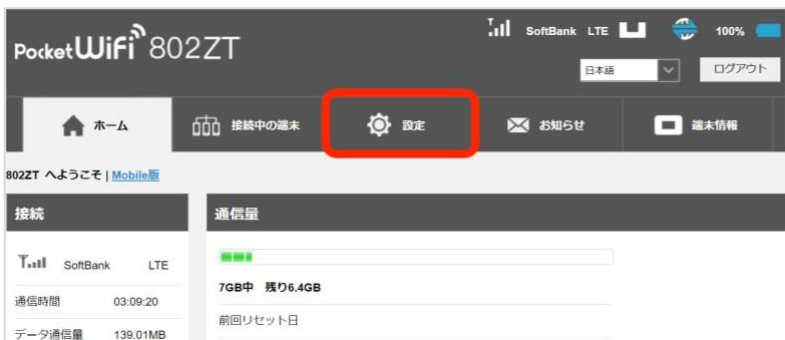 SoftBank LTE 100%
PocketWiFi 802ZT
日本語 ログアウト
ホーム 接続中の端末 設定 お知らせ 端末情報
802ZT へようこそ | Mobile版
接続 通信量
SoftBank LTE
7GB中 残り6.4GB
通信時間 03:09:20
前回リセット日
データ通信量 139.01MB